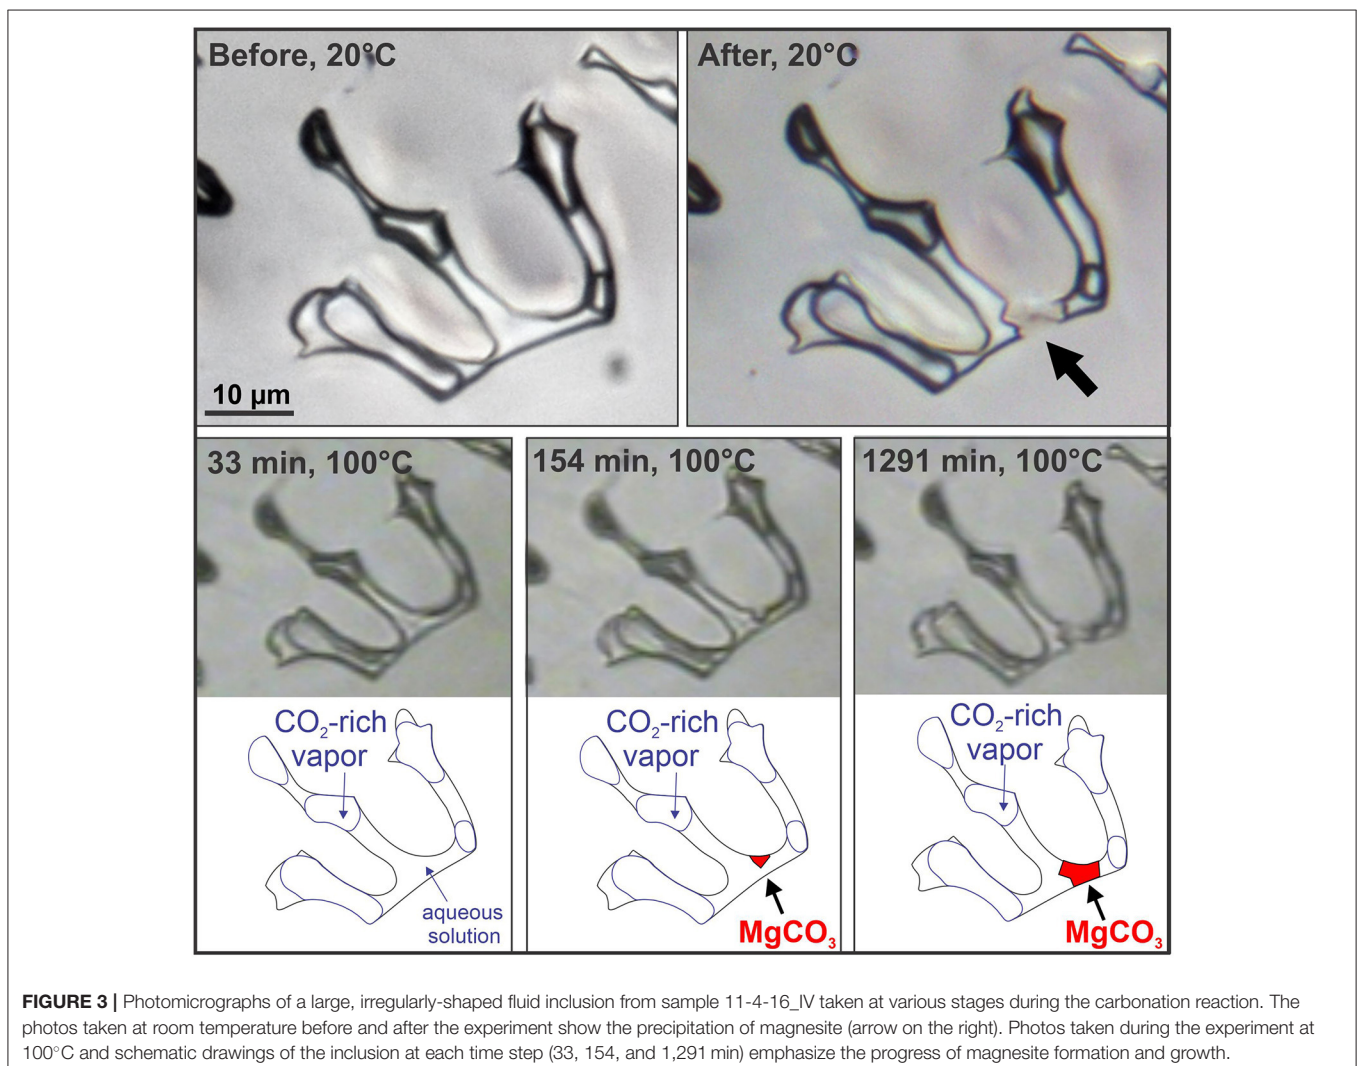 Before, 20°C
After, 20°C
10 µm
33 min, 100°C
154 min, 100°C
1291 min, 100°C
CO₂-rich
vapor
aqueous
solution
CO₂-rich
vapor
MgCO₃
CO₂-rich
vapor
MgCO₃
FIGURE 3 | Photomicrographs of a large, irregularly-shaped fluid inclusion from sample 11-4-16_IV taken at various stages during the carbonation reaction. The
photos taken at room temperature before and after the experiment show the precipitation of magnesite (arrow on the right). Photos taken during the experiment at
100°C and schematic drawings of the inclusion at each time step (33, 154, and 1,291 min) emphasize the progress of magnesite formation and growth.